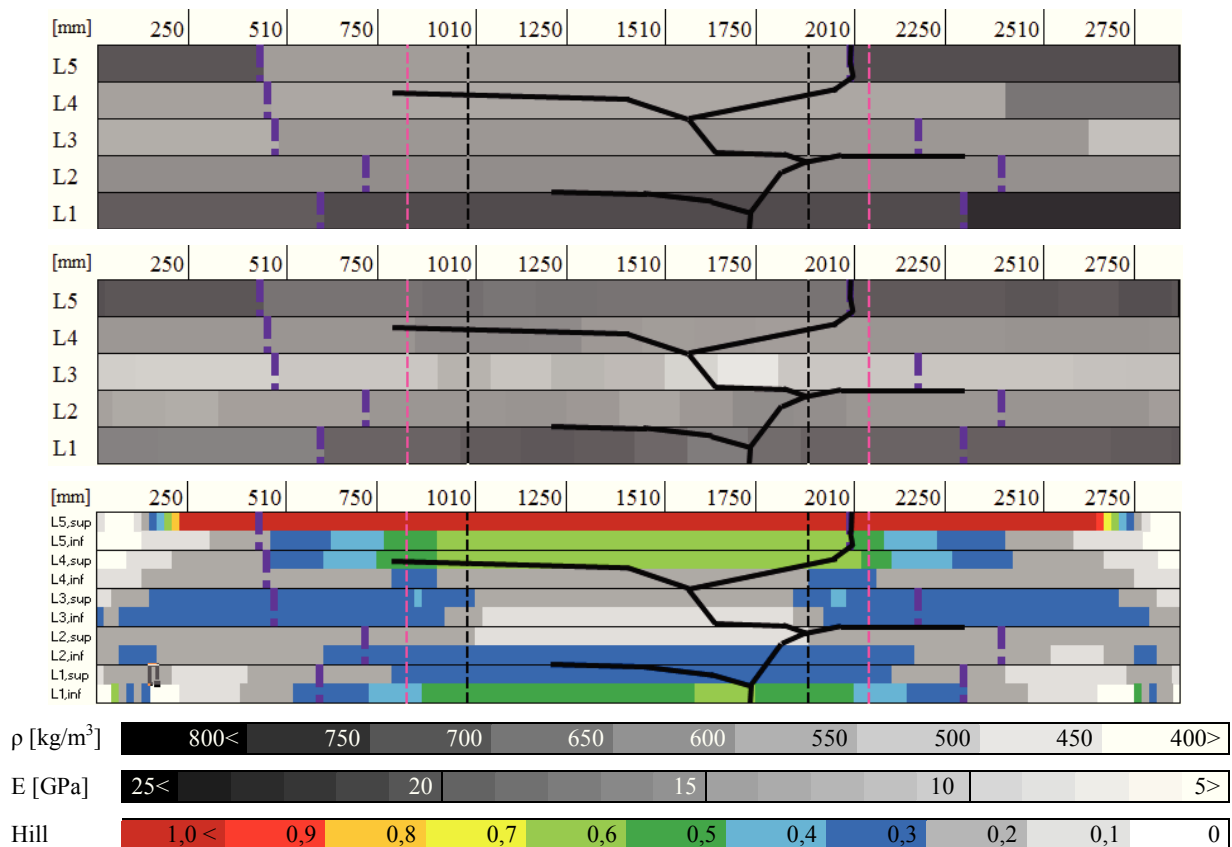 [mm] 250 510 750 1010 1250 1510 1750 2010 2250 2510 2750
L5
L4
L3
L2
L1
[mm] 250 510 750 1010 1250 1510 1750 2010 2250 2510 2750
L5
L4
L3
L2
L1
[mm] 250 510 750 1010 1250 1510 1750 2010 2250 2510 2750
L5,sup
L5,inf
L4,sup
L4,inf
L3,sup
L3,inf
L2,sup
L2,inf
L1,sup
L1,inf
ρ [kg/m³] 800< 750 700 650 600 550 500 450 400>
E [GPa] 25< 20 15 10 5>
Hill 1,0 < 0,9 0,8 0,7 0,6 0,5 0,4 0,3 0,2 0,1 0